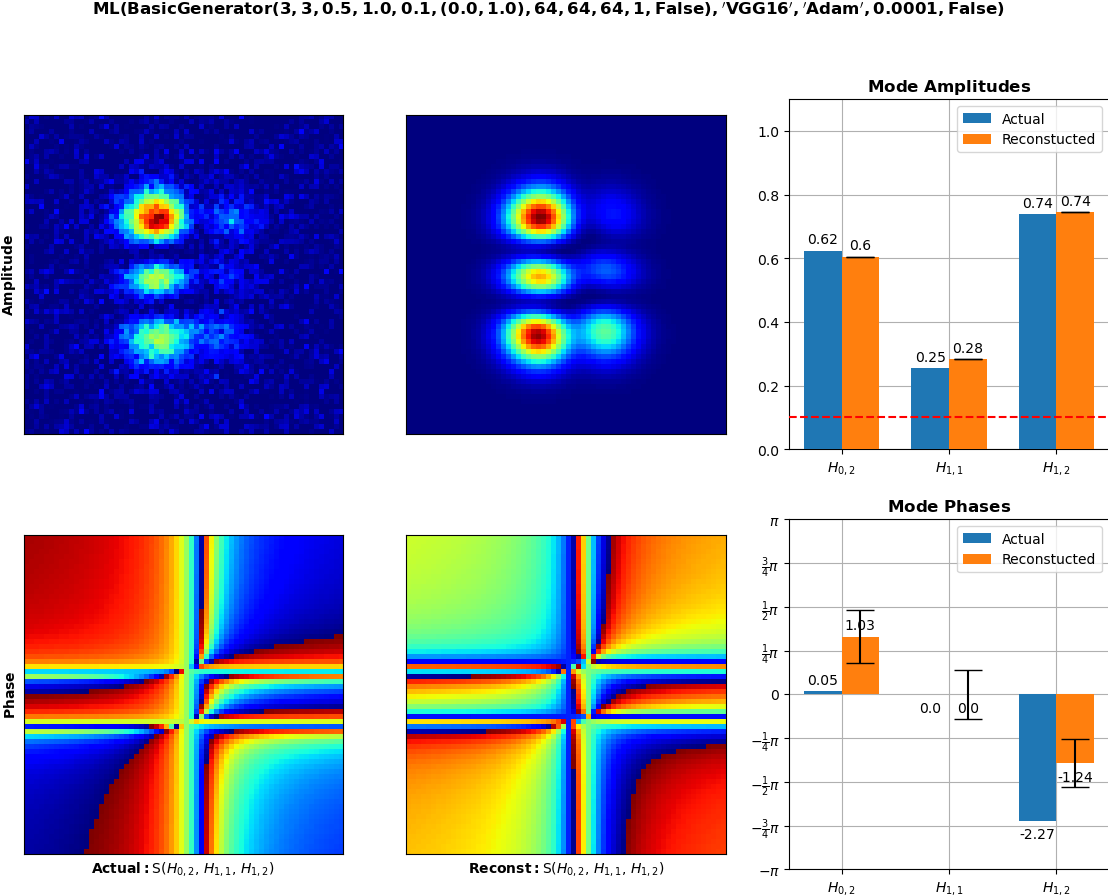 ML(BasicGenerator(3, 3, 0.5, 1.0, 0.1, (0.0, 1.0), 64, 64, 64, 1, False), ′VGG16′, ′Adam′, 0.0001, False)
Amplitude
Mode Amplitudes
Actual
Reconstucted
1.0
0.8
0.6
0.4
0.2
0.0
0.62
0.6
0.25
0.28
0.74
0.74
H0, 2
H1, 1
H1, 2
Phase
Actual: S(H0, 2, H1, 1, H1, 2)
Reconst: S(H0, 2, H1, 1, H1, 2)
Mode Phases
Actual
Reconstucted
π
3/4π
1/2π
1/4π
0
−1/4π
−1/2π
−3/4π
−π
0.05
1.03
0.0
0.0
-2.27
-1.24
H0, 2
H1, 1
H1, 2